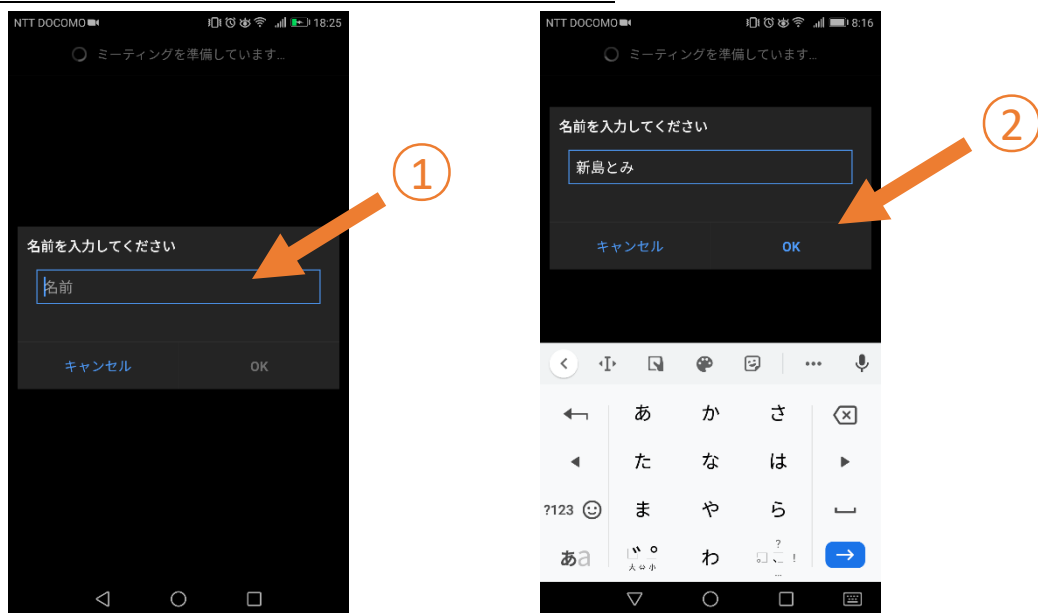 NTT DOCOMO 18:25
ミーティングを準備しています...
①
名前を入力してください
名前
キャンセル OK
NTT DOCOMO 8:16
ミーティングを準備しています...
②
名前を入力してください
新島とみ
キャンセル OK
あ か さ
た な は
?123 ま や ら
あa 大⇔小 わ 、 。 ? ! ...